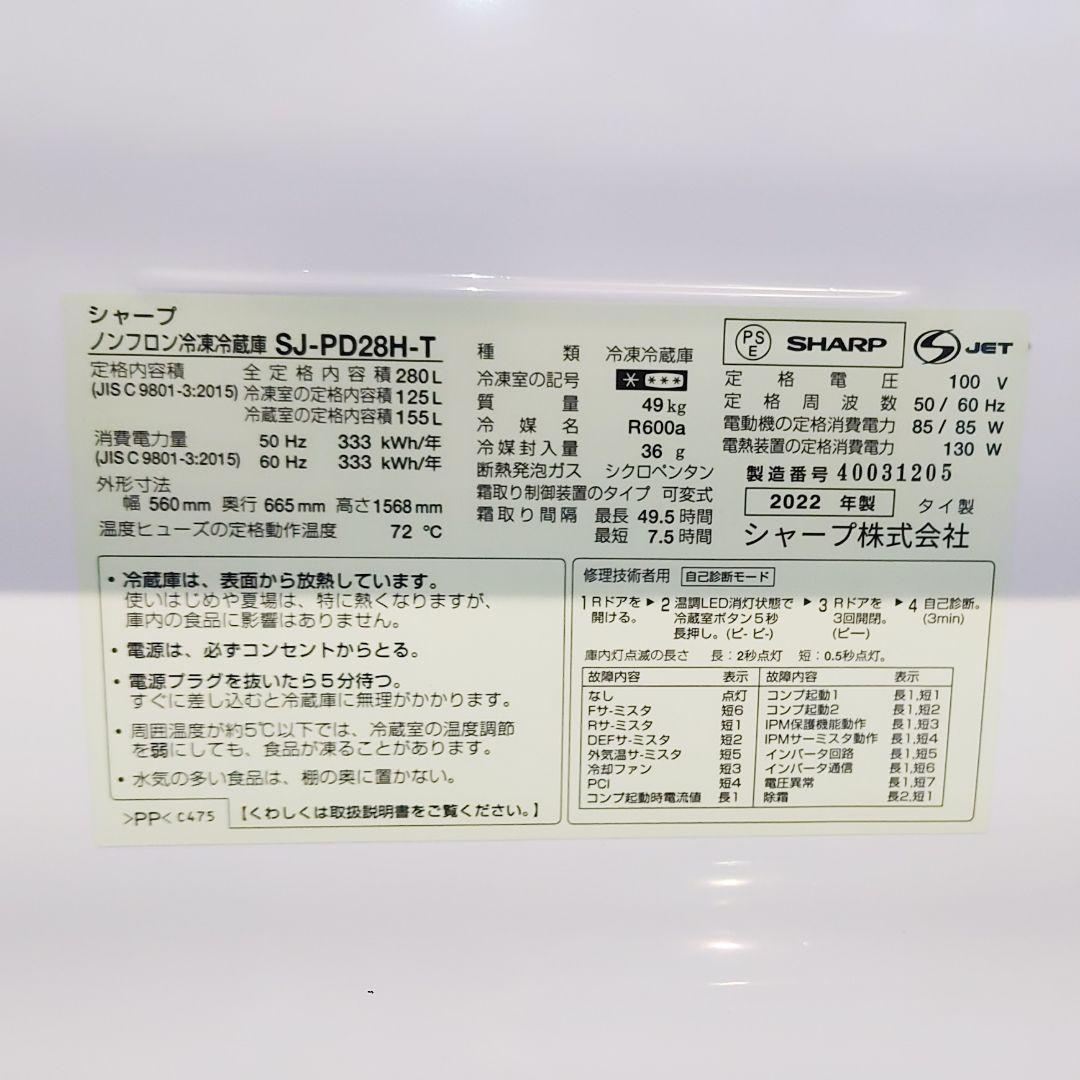 シャープ
ノンフロン冷凍冷蔵庫 SJ-PD28H-T
定格内容積 全定格内容積 280L
(JIS C 9801-3:2015) 冷凍室の定格内容積 125L
冷蔵室の定格内容積 155L
消費電力量 50 Hz 333 kWh/年
(JIS C 9801-3:2015) 60 Hz 333 kWh/年
外形寸法
幅 560mm 奥行 665mm 高さ1568mm
温度ヒューズの定格動作温度 72 ℃
種類 冷凍冷蔵庫
冷凍室の記号 * ***
質量 49kg
冷媒名 R600a
冷媒封入量 36 g
断熱発泡ガス シクロペンタン
霜取り制御装置のタイプ 可変式
霜取り間隔 最長 49.5時間
最短 7.5時間
PSE SHARP S JET
定格電圧 100 V
定格周波数 50/60 Hz
電動機の定格消費電力 85/85 W
電熱装置の定格消費電力 130 W
製造番号 40031205
2022 年製 タイ製
シャープ株式会社
・冷蔵庫は、表面から放熱しています。
使いはじめや夏場は、特に熱くなりますが、
庫内の食品に影響はありません。
・電源は、必ずコンセントからとる。
・電源プラグを抜いたら5分待つ。
すぐに差し込むと冷蔵庫に無理がかかります。
・周囲温度が約5℃以下では、冷蔵室の温度調節
を弱にしても、食品が凍ることがあります。
・水気の多い食品は、棚の奥に置かない。
>PP< C475 【くわしくは取扱説明書をご覧ください。】
修理技術者用 自己診断モード
1 Rドアを ▶ 2 温調LED消灯状態で ▶ 3 Rドアを ▶ 4 自己診断。
開ける。 冷蔵室ボタン5秒 3回開閉。 (3min)
長押し。(ピ- ピ-) (ピー)
庫内灯点滅の長さ 長：2秒点灯 短：0.5秒点灯。
故障内容 表示 故障内容 表示
なし 点灯 コンプ起動1 長1,短1
Fサ-ミスタ 短6 コンプ起動2 長1,短2
Rサ-ミスタ 短1 IPM保護機能動作 長1,短3
DEFサ-ミスタ 短2 IPMサーミスタ動作 長1,短4
外気温サ-ミスタ 短5 インバータ回路 長1,短5
冷却ファン 短3 インバータ通信 長1,短6
PCI 短4 電圧異常 長1,短7
コンプ起動時電流値 長1 除霜 長2,短1